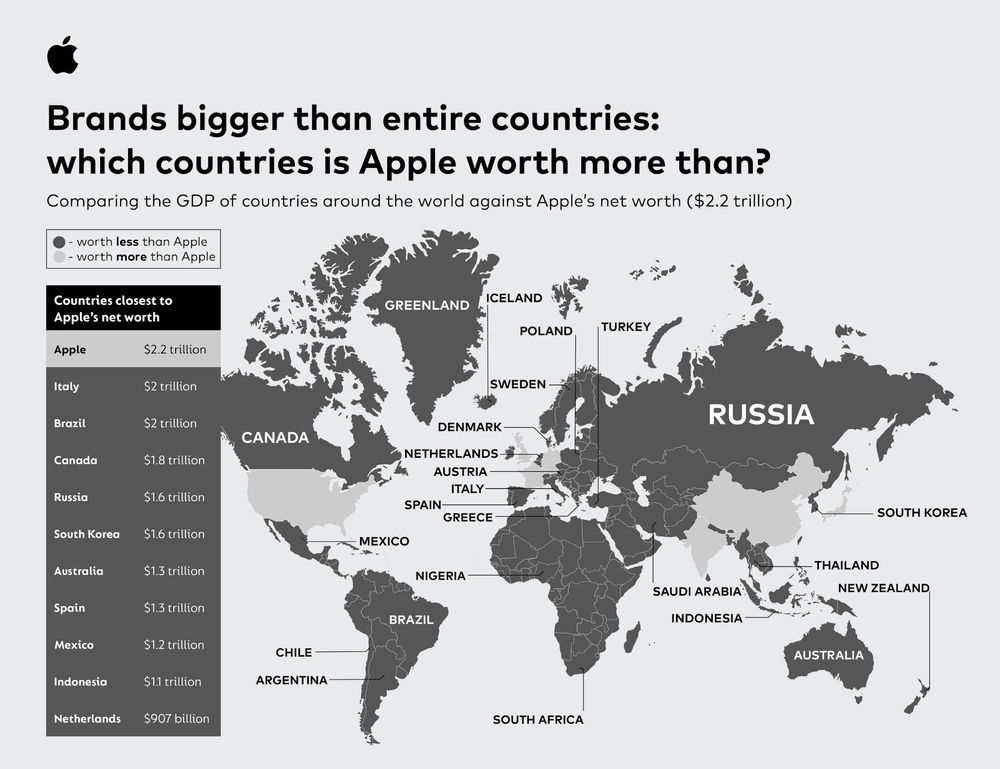 Brands bigger than entire countries:
which countries is Apple worth more than?
Comparing the GDP of countries around the world against Apple's net worth ($2.2 trillion)
- worth less than Apple
- worth more than Apple
Countries closest to
Apple's net worth
Apple $2.2 trillion
Italy $2 trillion
Brazil $2 trillion
Canada $1.8 trillion
Russia $1.6 trillion
South Korea $1.6 trillion
Australia $1.3 trillion
Spain $1.3 trillion
Mexico $1.2 trillion
Indonesia $1.1 trillion
Netherlands $907 billion
GREENLAND
ICELAND
POLAND
TURKEY
SWEDEN
RUSSIA
DENMARK
CANADA
NETHERLANDS
AUSTRIA
ITALY
SPAIN
GREECE
SOUTH KOREA
MEXICO
THAILAND
NIGERIA
NEW ZEALAND
SAUDI ARABIA
BRAZIL
INDONESIA
CHILE
AUSTRALIA
ARGENTINA
SOUTH AFRICA